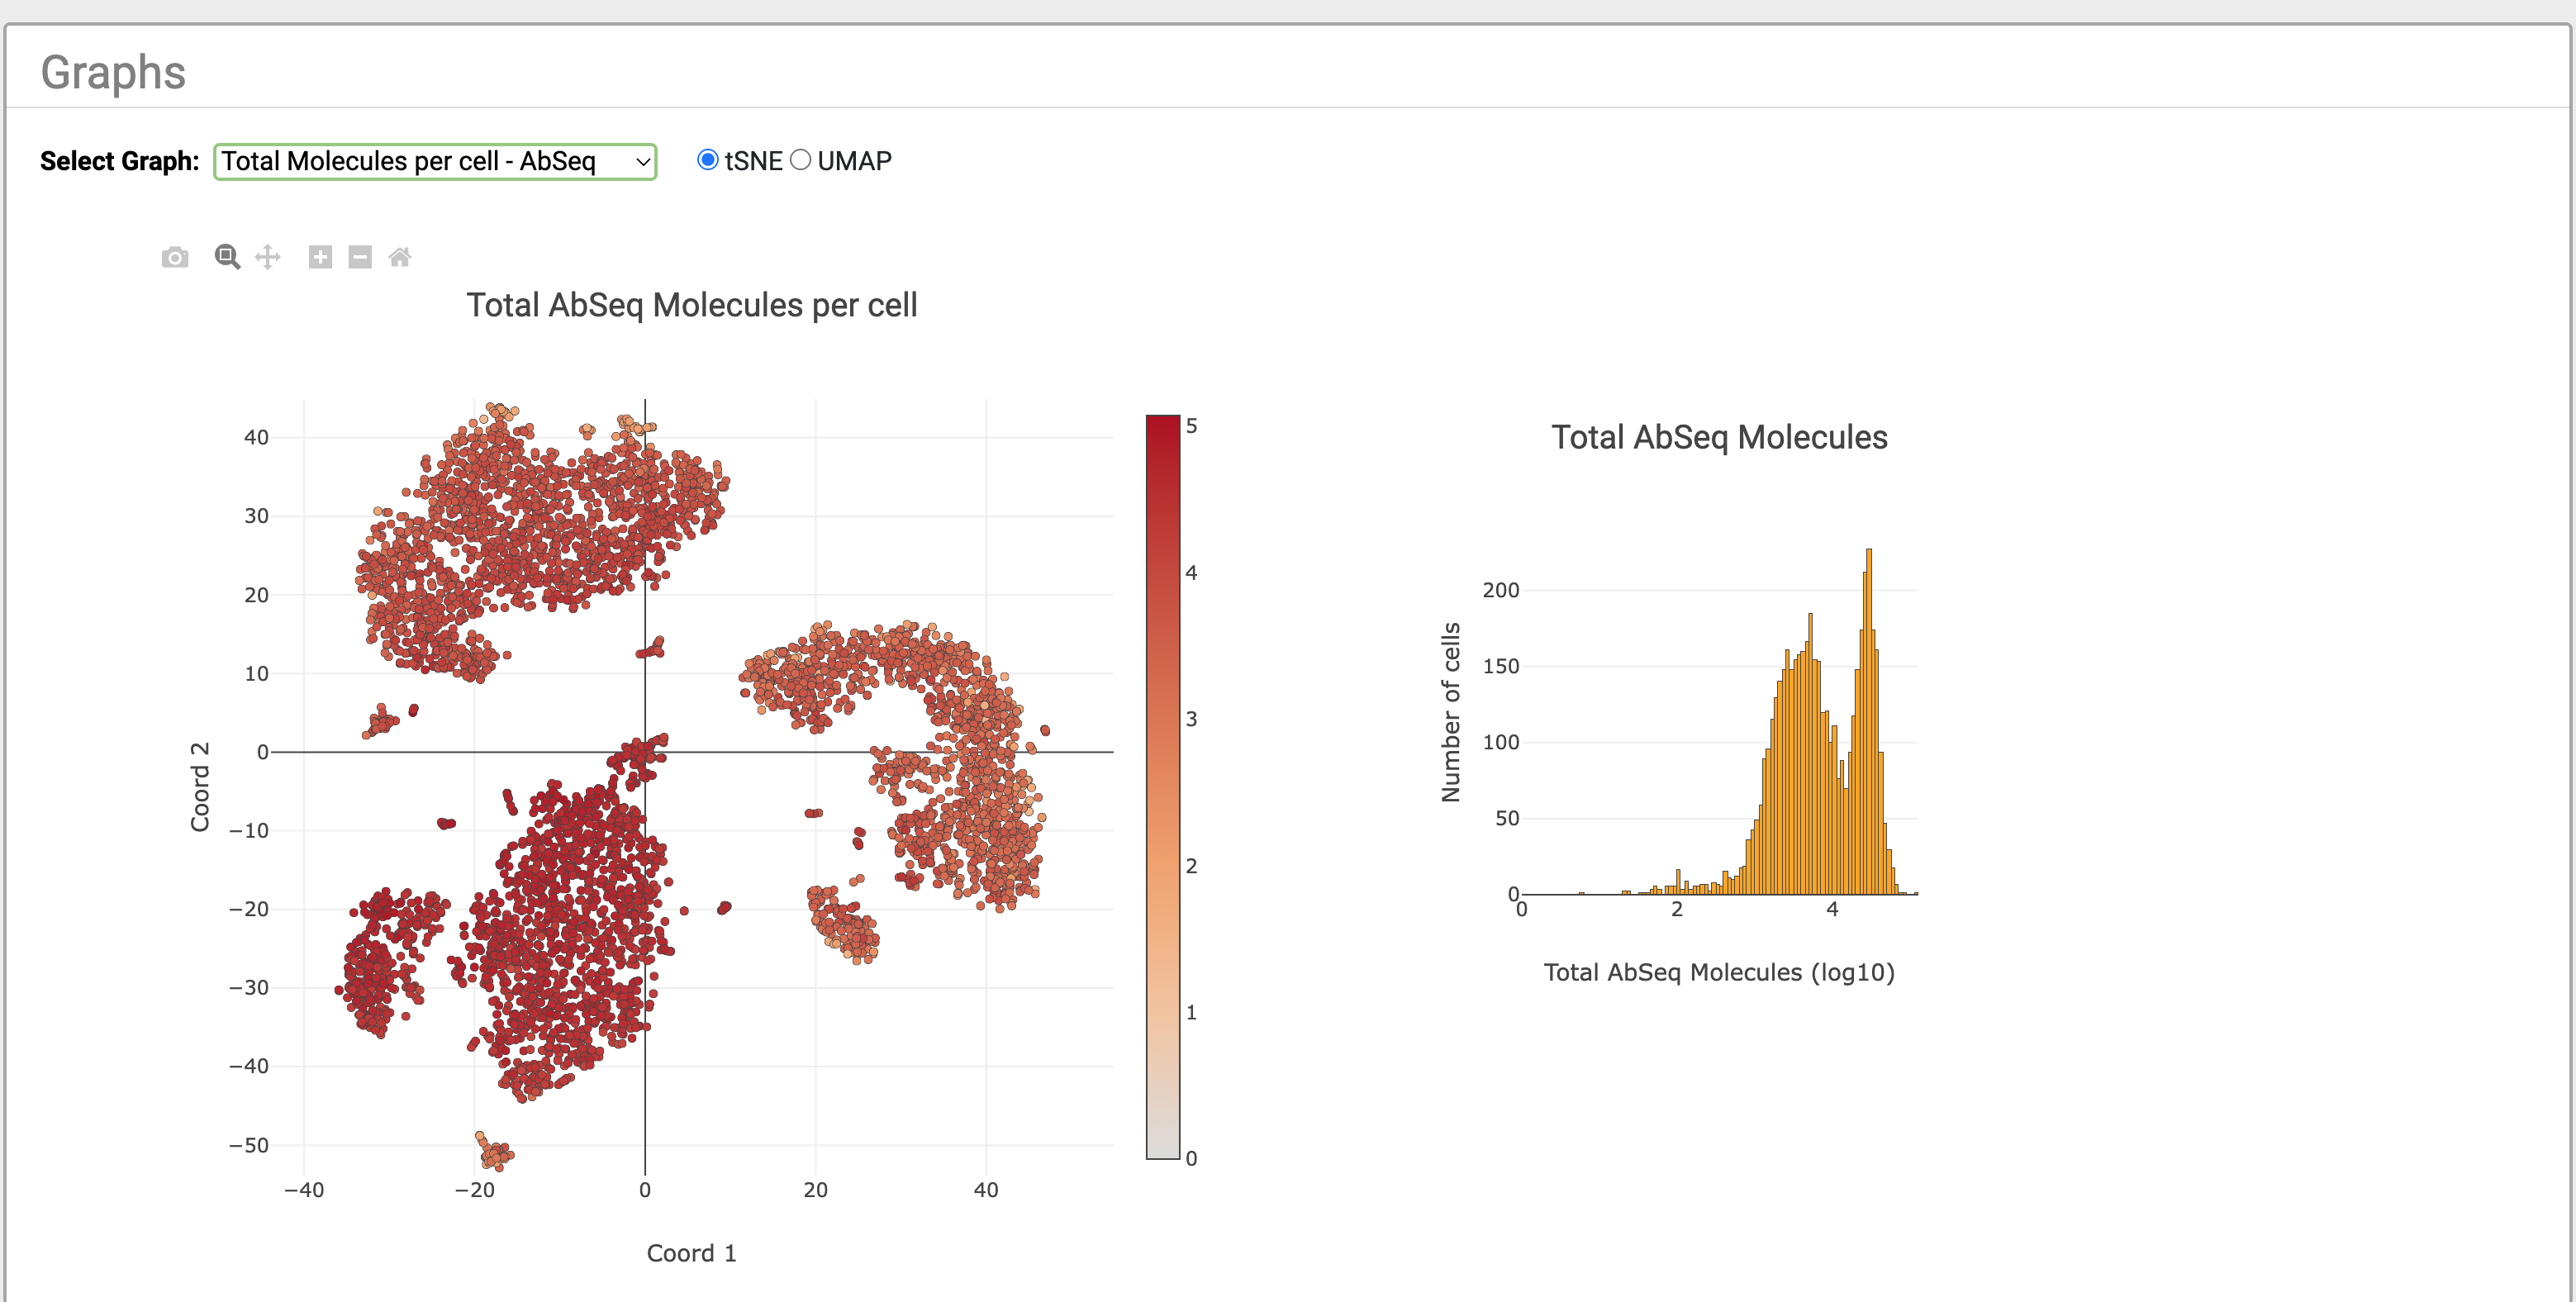 Graphs
Select Graph: Total Molecules per cell - AbSeq tSNE UMAP
Total AbSeq Molecules per cell
40
30
20
10
0
−10
−20
−30
−40
−50
−40 −20 0 20 40
Coord 2
Coord 1
5
4
3
2
1
0
Total AbSeq Molecules
200
150
100
50
0
0 2 4
Number of cells
Total AbSeq Molecules (log10)